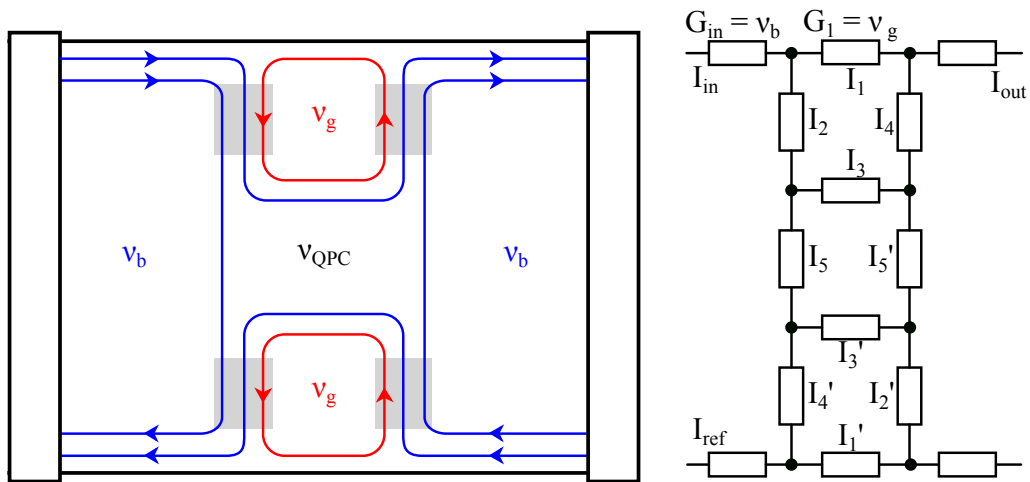 G_in = ν_b G_1 = ν_g
I_in I_1 I_out
ν_g
I_2 I_4
I_3
ν_b ν_QPC ν_b
I_5 I_5'
I_3'
ν_g
I_4' I_2'
I_ref I_1'